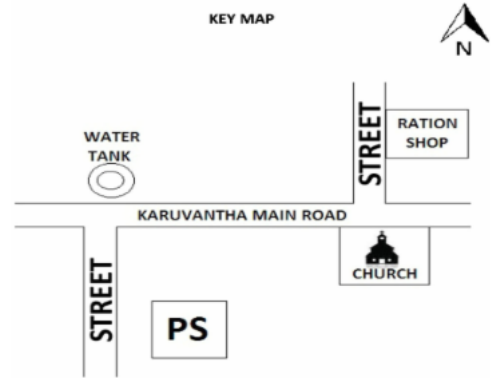 KEY MAP
N
STREET
RATION
SHOP
WATER
TANK
KARUVANTHA MAIN ROAD
CHURCH
STREET
PS